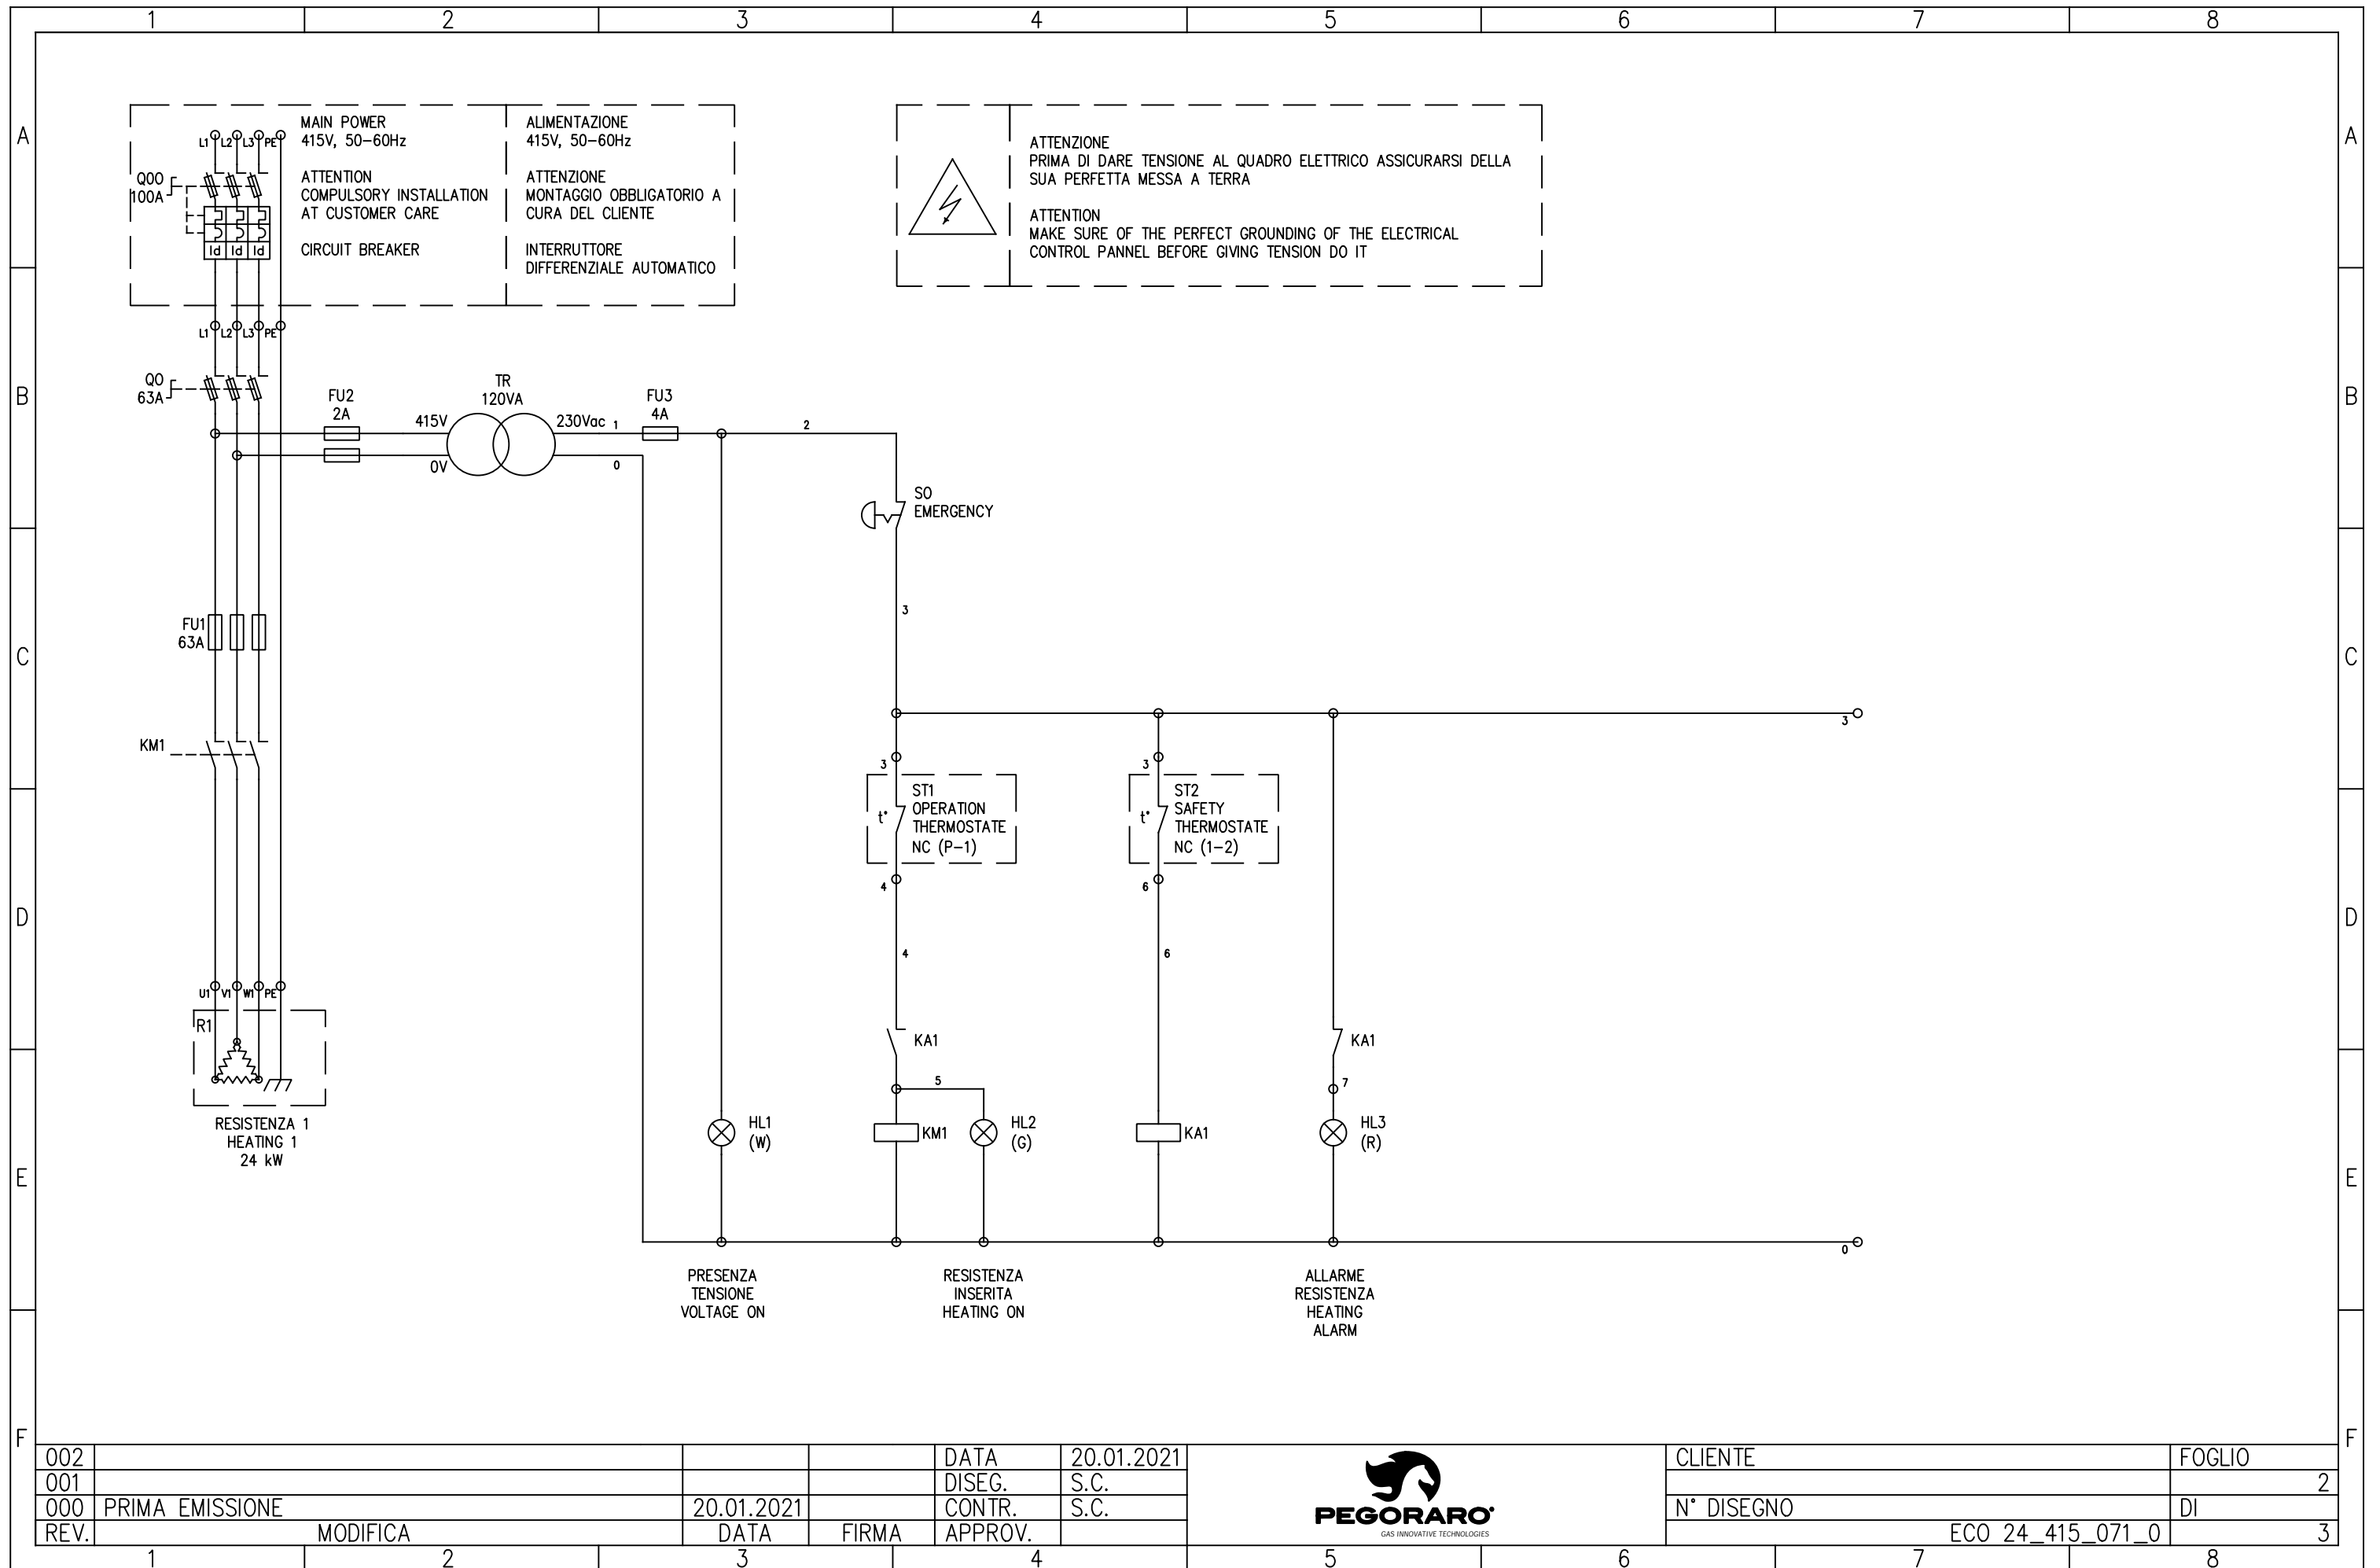 1 2 3 4 5 6 7 8
A A
B B
C C
D D
E E
F F
L1 L2 L3 PE
Q00
100A
Id Id Id
MAIN POWER
415V, 50-60Hz
ATTENTION
COMPULSORY INSTALLATION
AT CUSTOMER CARE
CIRCUIT BREAKER
ALIMENTAZIONE
415V, 50-60Hz
ATTENZIONE
MONTAGGIO OBBLIGATORIO A
CURA DEL CLIENTE
INTERRUTTORE
DIFFERENZIALE AUTOMATICO
ATTENZIONE
PRIMA DI DARE TENSIONE AL QUADRO ELETTRICO ASSICURARSI DELLA
SUA PERFETTA MESSA A TERRA
ATTENTION
MAKE SURE OF THE PERFECT GROUNDING OF THE ELECTRICAL
CONTROL PANNEL BEFORE GIVING TENSION DO IT
L1 L2 L3 PE
Q0
63A
FU2
2A
TR
120VA
415V
0V
230Vac
1
0
FU3
4A
2
S0
EMERGENCY
3
FU1
63A
KM1
3
3
ST1
OPERATION
THERMOSTATE
NC (P-1)
t°
4
4
3
ST2
SAFETY
THERMOSTATE
NC (1-2)
t°
6
6
U1 V1 W1 PE
R1
RESISTENZA 1
HEATING 1
24 kW
KA1
5
KA1
7
HL1
(W)
KM1
HL2
(G)
KA1
HL3
(R)
0
PRESENZA
TENSIONE
VOLTAGE ON
RESISTENZA
INSERITA
HEATING ON
ALLARME
RESISTENZA
HEATING
ALARM
002 DATA 20.01.2021
001 DISEG. S.C.
000 PRIMA EMISSIONE 20.01.2021 CONTR. S.C.
REV. MODIFICA DATA FIRMA APPROV.
PEGORARO®
GAS INNOVATIVE TECHNOLOGIES
CLIENTE FOGLIO
2
N° DISEGNO DI
ECO 24_415_071_0 3
1 2 3 4 5 6 7 8